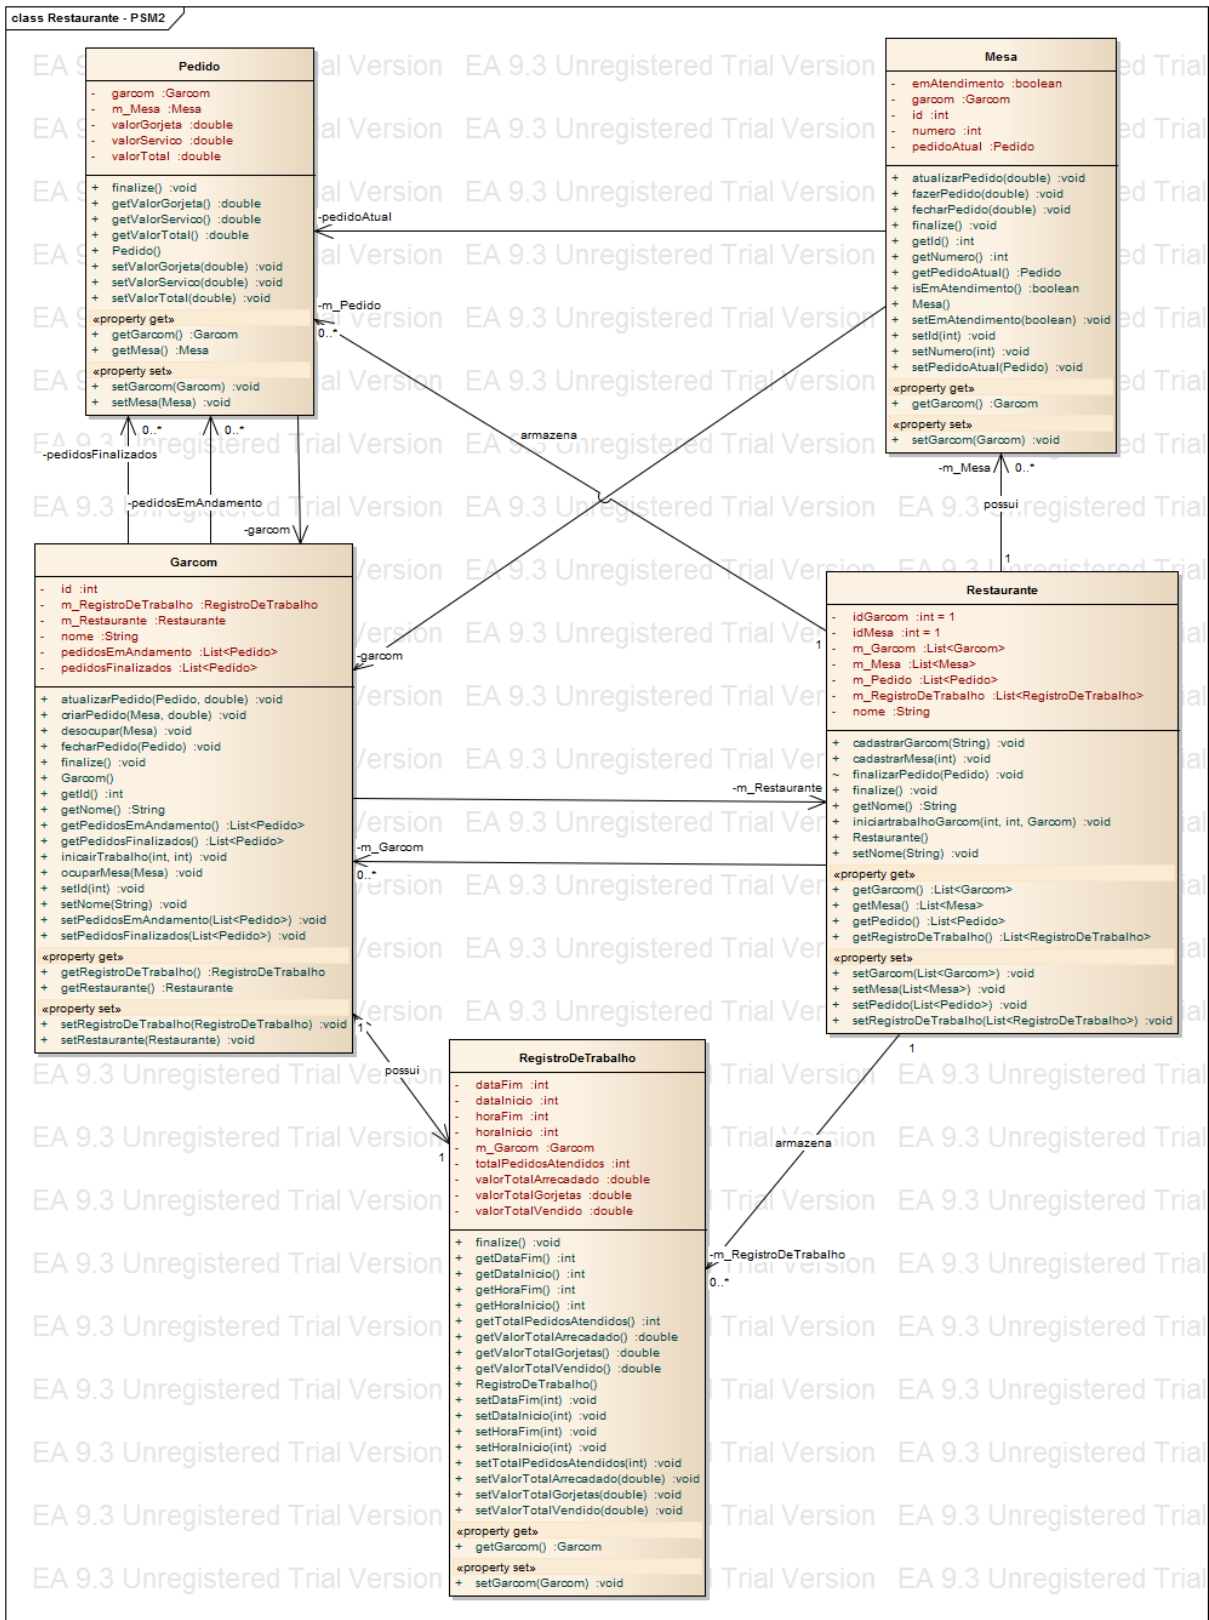 class Restaurante - PSM2
Pedido
- garcom :Garcom
- m_Mesa :Mesa
- valorGorjeta :double
- valorServico :double
- valorTotal :double
+ finalize() :void
+ getValorGorjeta() :double
+ getValorServico() :double
+ getValorTotal() :double
+ Pedido()
+ setValorGorjeta(double) :void
+ setValorServico(double) :void
+ setValorTotal(double) :void
«property get»
+ getGarcom() :Garcom
+ getMesa() :Mesa
«property set»
+ setGarcom(Garcom) :void
+ setMesa(Mesa) :void
Mesa
- emAtendimento :boolean
- garcom :Garcom
- id :int
- numero :int
- pedidoAtual :Pedido
+ atualizarPedido(double) :void
+ fazerPedido(double) :void
+ fecharPedido(double) :void
+ finalize() :void
+ getId() :int
+ getNumero() :int
+ getPedidoAtual() :Pedido
+ isEmAtendimento() :boolean
+ Mesa()
+ setEmAtendimento(boolean) :void
+ setId(int) :void
+ setNumero(int) :void
+ setPedidoAtual(Pedido) :void
«property get»
+ getGarcom() :Garcom
«property set»
+ setGarcom(Garcom) :void
-pedidoAtual
-m_Pedido
0..*
armazena
1
0..*
0..*
-pedidosFinalizados
-pedidosEmAndamento
-garcom
-m_Mesa
0..*
possui
1
-garcom
Garcom
- id :int
- m_RegistroDeTrabalho :RegistroDeTrabalho
- m_Restaurante :Restaurante
- nome :String
- pedidosEmAndamento :List<Pedido>
- pedidosFinalizados :List<Pedido>
+ atualizarPedido(Pedido, double) :void
+ criarPedido(Mesa, double) :void
+ desocupar(Mesa) :void
+ fecharPedido(Pedido) :void
+ finalize() :void
+ Garcom()
+ getId() :int
+ getNome() :String
+ getPedidosEmAndamento() :List<Pedido>
+ getPedidosFinalizados() :List<Pedido>
+ inicairTrabalho(int, int) :void
+ ocuparMesa(Mesa) :void
+ setId(int) :void
+ setNome(String) :void
+ setPedidosEmAndamento(List<Pedido>) :void
+ setPedidosFinalizados(List<Pedido>) :void
«property get»
+ getRegistroDeTrabalho() :RegistroDeTrabalho
+ getRestaurante() :Restaurante
«property set»
+ setRegistroDeTrabalho(RegistroDeTrabalho) :void
+ setRestaurante(Restaurante) :void
-m_Restaurante
-m_Garcom
0..*
Restaurante
- idGarcom :int = 1
- idMesa :int = 1
- m_Garcom :List<Garcom>
- m_Mesa :List<Mesa>
- m_Pedido :List<Pedido>
- m_RegistroDeTrabalho :List<RegistroDeTrabalho>
- nome :String
+ cadastrarGarcom(String) :void
+ cadastrarMesa(int) :void
~ finalizarPedido(Pedido) :void
+ finalize() :void
+ getNome() :String
+ iniciartrabalhoGarcom(int, int, Garcom) :void
+ Restaurante()
+ setNome(String) :void
«property get»
+ getGarcom() :List<Garcom>
+ getMesa() :List<Mesa>
+ getPedido() :List<Pedido>
+ getRegistroDeTrabalho() :List<RegistroDeTrabalho>
«property set»
+ setGarcom(List<Garcom>) :void
+ setMesa(List<Mesa>) :void
+ setPedido(List<Pedido>) :void
+ setRegistroDeTrabalho(List<RegistroDeTrabalho>) :void
1
possui
1
1
armazena
-m_RegistroDeTrabalho
0..*
RegistroDeTrabalho
- dataFim :int
- dataInicio :int
- horaFim :int
- horaInicio :int
- m_Garcom :Garcom
- totalPedidosAtendidos :int
- valorTotalArrecadado :double
- valorTotalGorjetas :double
- valorTotalVendido :double
+ finalize() :void
+ getDataFim() :int
+ getDataInicio() :int
+ getHoraFim() :int
+ getHoraInicio() :int
+ getTotalPedidosAtendidos() :int
+ getValorTotalArrecadado() :double
+ getValorTotalGorjetas() :double
+ getValorTotalVendido() :double
+ RegistroDeTrabalho()
+ setDataFim(int) :void
+ setDataInicio(int) :void
+ setHoraFim(int) :void
+ setHoraInicio(int) :void
+ setTotalPedidosAtendidos(int) :void
+ setValorTotalArrecadado(double) :void
+ setValorTotalGorjetas(double) :void
+ setValorTotalVendido(double) :void
«property get»
+ getGarcom() :Garcom
«property set»
+ setGarcom(Garcom) :void
EA 9.3 Unregistered Trial Version